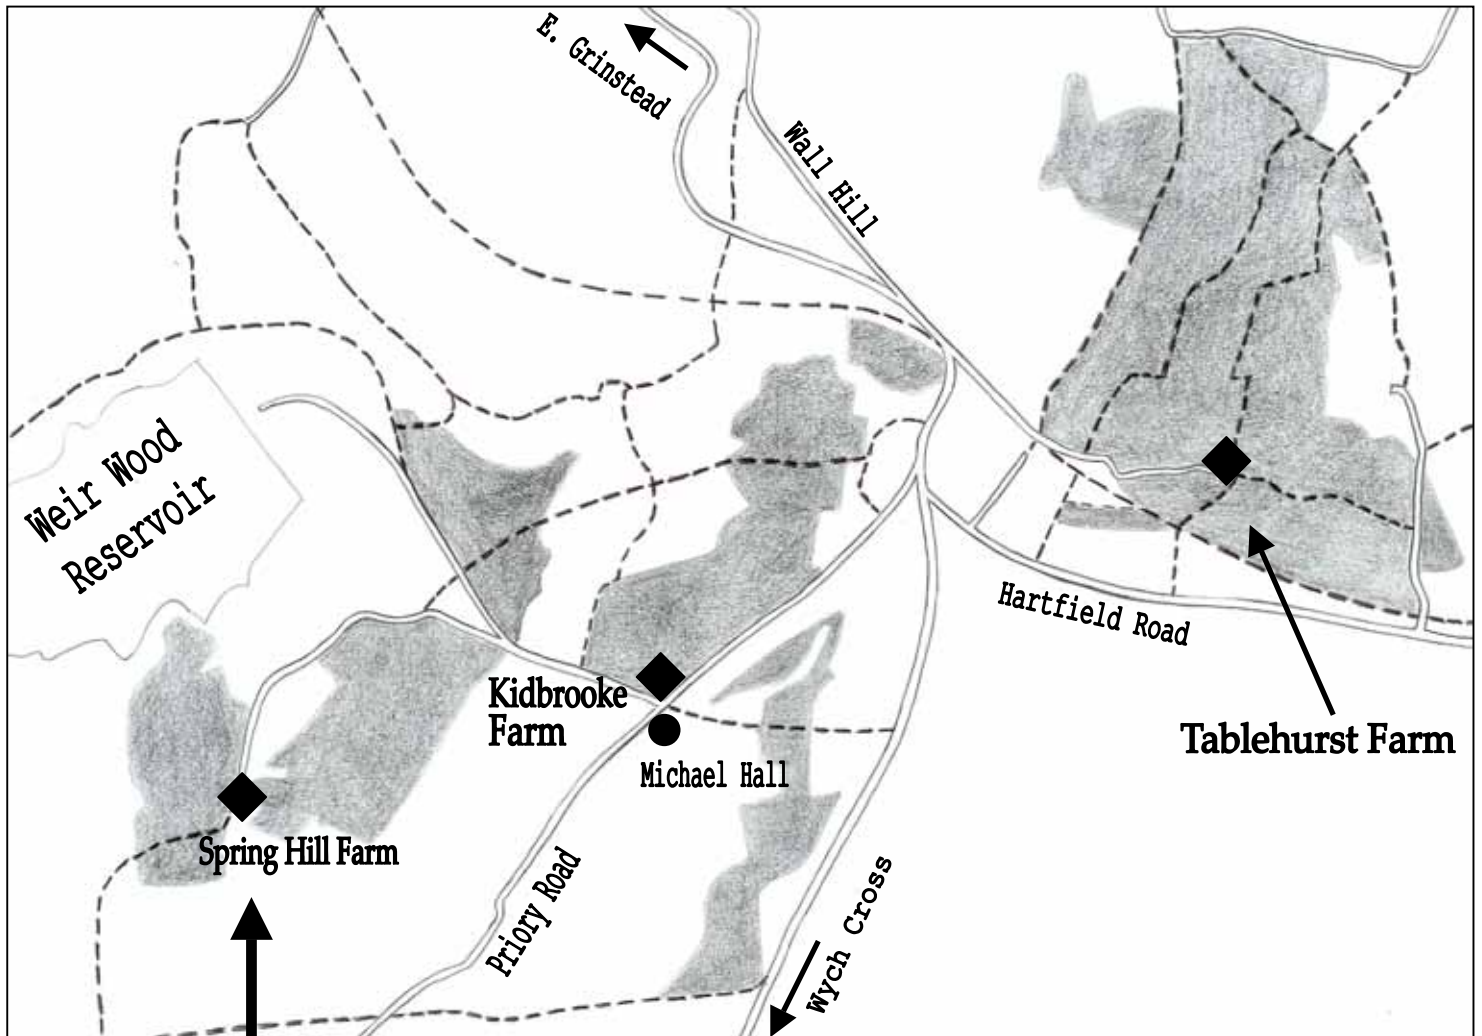 E. Grinstead
Wall Hill
Weir Wood
Reservoir
Hartfield Road
Kidbrooke
Farm
Tablehurst Farm
Michael Hall
Spring Hill Farm
Priory Road
Wych Cross